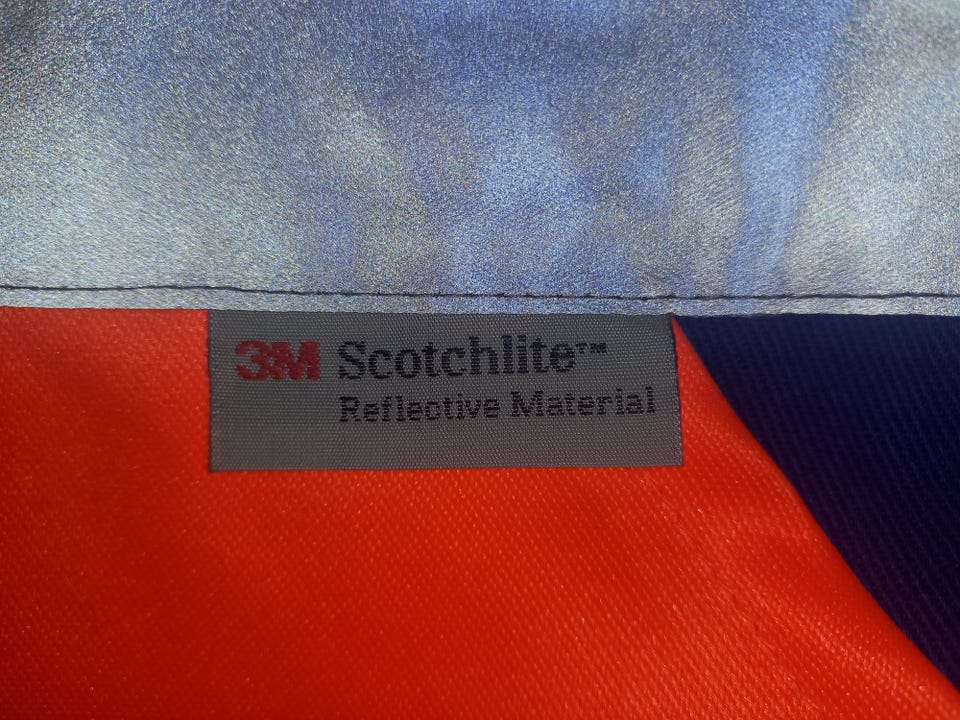 3M Scotchlite™
Reflective Material